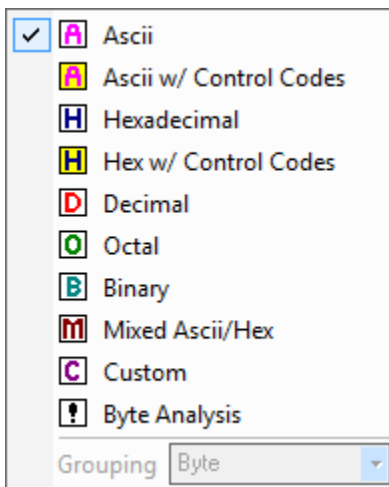 A Ascii
A Ascii w/ Control Codes
H Hexadecimal
H Hex w/ Control Codes
D Decimal
O Octal
B Binary
M Mixed Ascii/Hex
C Custom
! Byte Analysis
Grouping Byte